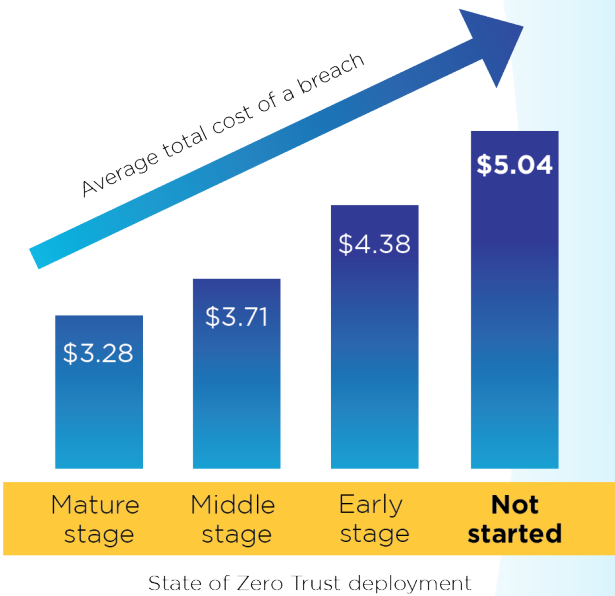 Average total cost of a breach
$5.04
$4.38
$3.71
$3.28
Mature
stage
Middle
stage
Early
stage
Not
started
State of Zero Trust deployment